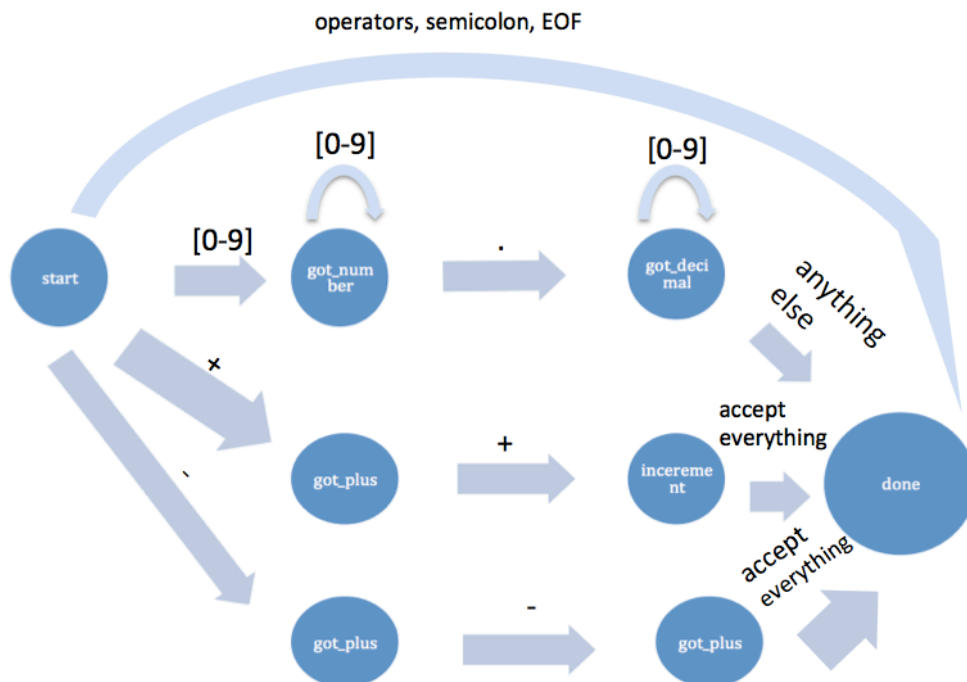 operators, semicolon, EOF
[0-9]
[0-9]
[0-9]
.
start
got_num
ber
got_deci
mal
anything
else
+
-
got_plus
+
incereme
nt
accept
everything
done
got_plus
-
got_plus
accept
everything